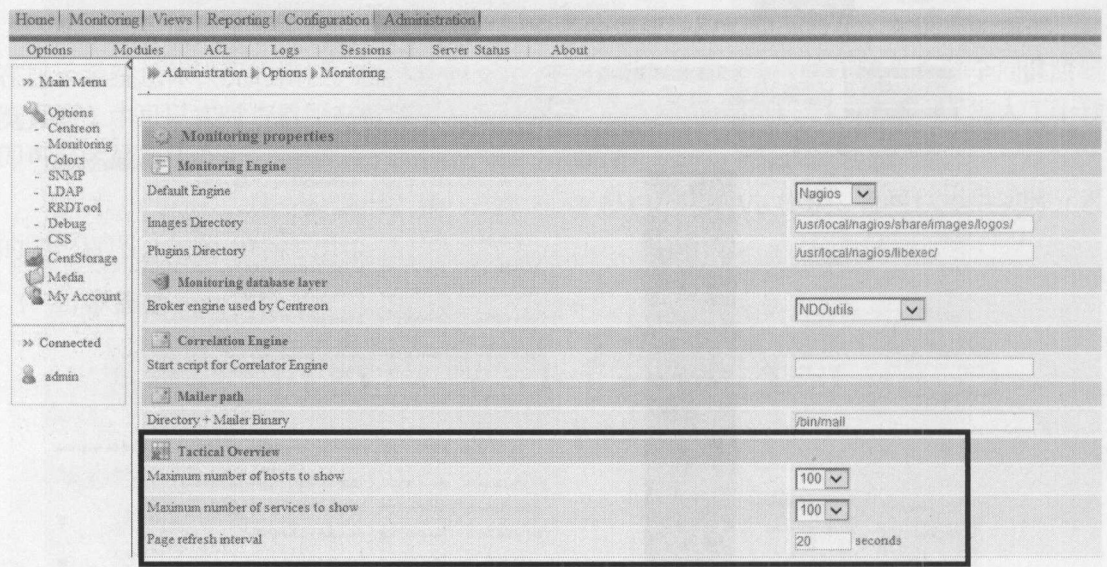 Home | Monitoring | Views | Reporting | Configuration | Administration |
Options | Modules | ACL | Logs | Sessions | Server Status | About
» Main Menu
Options
- Centreon
- Monitoring
- Colors
- SNMP
- LDAP
- RRDTool
- Debug
- CSS
CentStorage
Media
My Account
» Connected
admin
Administration Options Monitoring
Monitoring properties
Monitoring Engine
Default Engine Nagios
Images Directory /usr/local/nagios/share/images/logos/
Plugins Directory /usr/local/nagios/libexec/
Monitoring database layer
Broker engine used by Centreon NDOutils
Correlation Engine
Start script for Correlator Engine
Mailer path
Directory + Mailer Binary /bin/mail
Tactical Overview
Maximum number of hosts to show 100
Maximum number of services to show 100
Page refresh interval 20 seconds